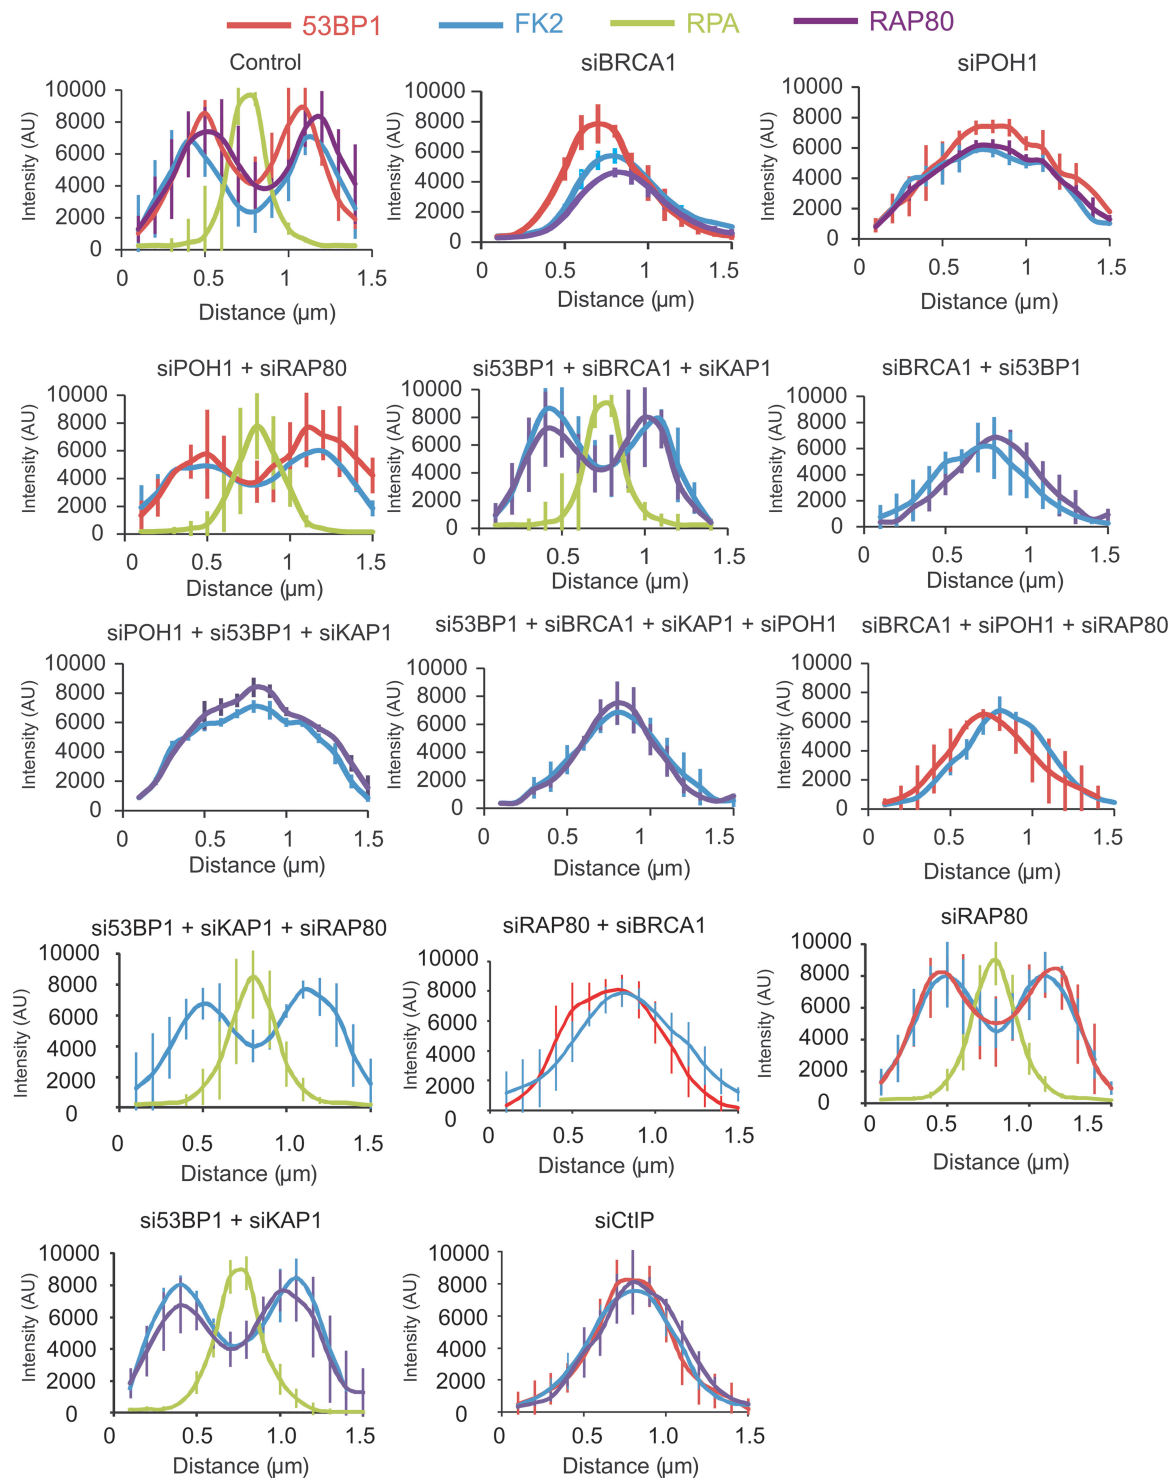 53BP1 FK2 RPA RAP80
Control
Intensity (AU)
10000
8000
6000
4000
2000
0
0 0.5 1 1.5
Distance (µm)
siBRCA1
Intensity (AU)
10000
8000
6000
4000
2000
0
0 0.5 1 1.5
Distance (µm)
siPOH1
Intensity (AU)
10000
8000
6000
4000
2000
0
0 0.5 1 1.5
Distance (µm)
siPOH1 + siRAP80
Intensity (AU)
10000
8000
6000
4000
2000
0
0 0.5 1 1.5
Distance (µm)
si53BP1 + siBRCA1 + siKAP1
Intensity (AU)
10000
8000
6000
4000
2000
0
0 0.5 1 1.5
Distance (µm)
siBRCA1 + si53BP1
Intensity (AU)
10000
8000
6000
4000
2000
0
0 0.5 1 1.5
Distance (µm)
siPOH1 + si53BP1 + siKAP1
Intensity (AU)
10000
8000
6000
4000
2000
0
0 0.5 1 1.5
Distance (µm)
si53BP1 + siBRCA1 + siKAP1 + siPOH1
Intensity (AU)
10000
8000
6000
4000
2000
0
0 0.5 1 1.5
Distance (µm)
siBRCA1 + siPOH1 + siRAP80
Intensity (AU)
10000
8000
6000
4000
2000
0
0 0.5 1 1.5
Distance (µm)
si53BP1 + siKAP1 + siRAP80
Intensity (AU)
10000
8000
6000
4000
2000
0
0 0.5 1.0 1.5
Distance (µm)
siRAP80 + siBRCA1
Intensity (AU)
10000
8000
6000
4000
2000
0
0 0.5 1.0 1.5
Distance (µm)
siRAP80
Intensity (AU)
10000
8000
6000
4000
2000
0
0 0.5 1.0 1.5
Distance (µm)
si53BP1 + siKAP1
Intensity (AU)
10000
8000
6000
4000
2000
0
0 0.5 1.0 1.5
Distance (µm)
siCtIP
Intensity (AU)
10000
8000
6000
4000
2000
0
0 0.5 1.0 1.5
Distance (µm)